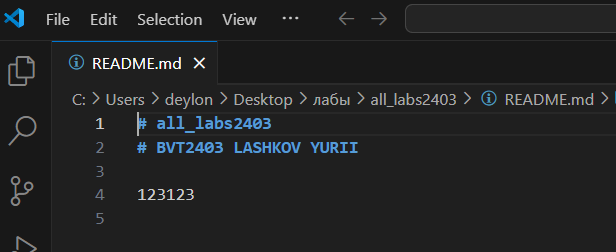 File Edit Selection View ...
README.md
C: > Users > deylon > Desktop > лабы > all_labs2403 > README.md >
1 # all_labs2403
2 # BVT2403 LASHKOV YURII
3
4 123123
5